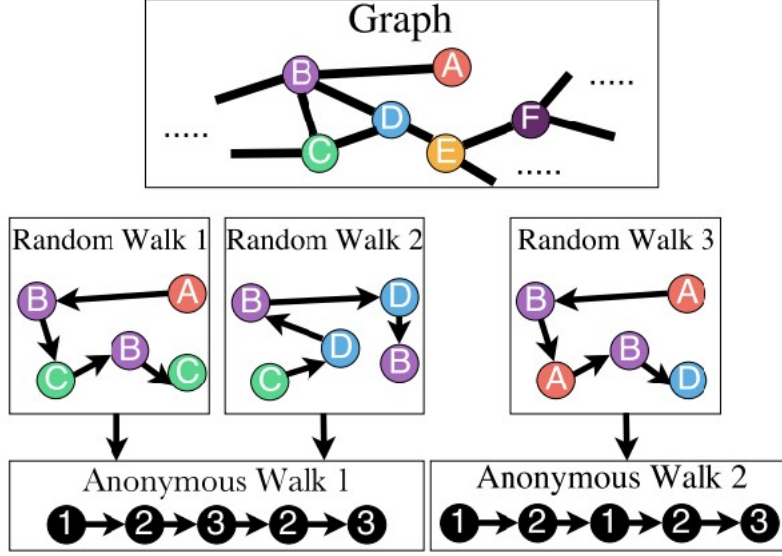 Graph
B A
D F .....
..... C E .....
Random Walk 1 Random Walk 2 Random Walk 3
B A B D B A
B D B B
C C C A D
Anonymous Walk 1 Anonymous Walk 2
1 2 3 2 3 1 2 1 2 3